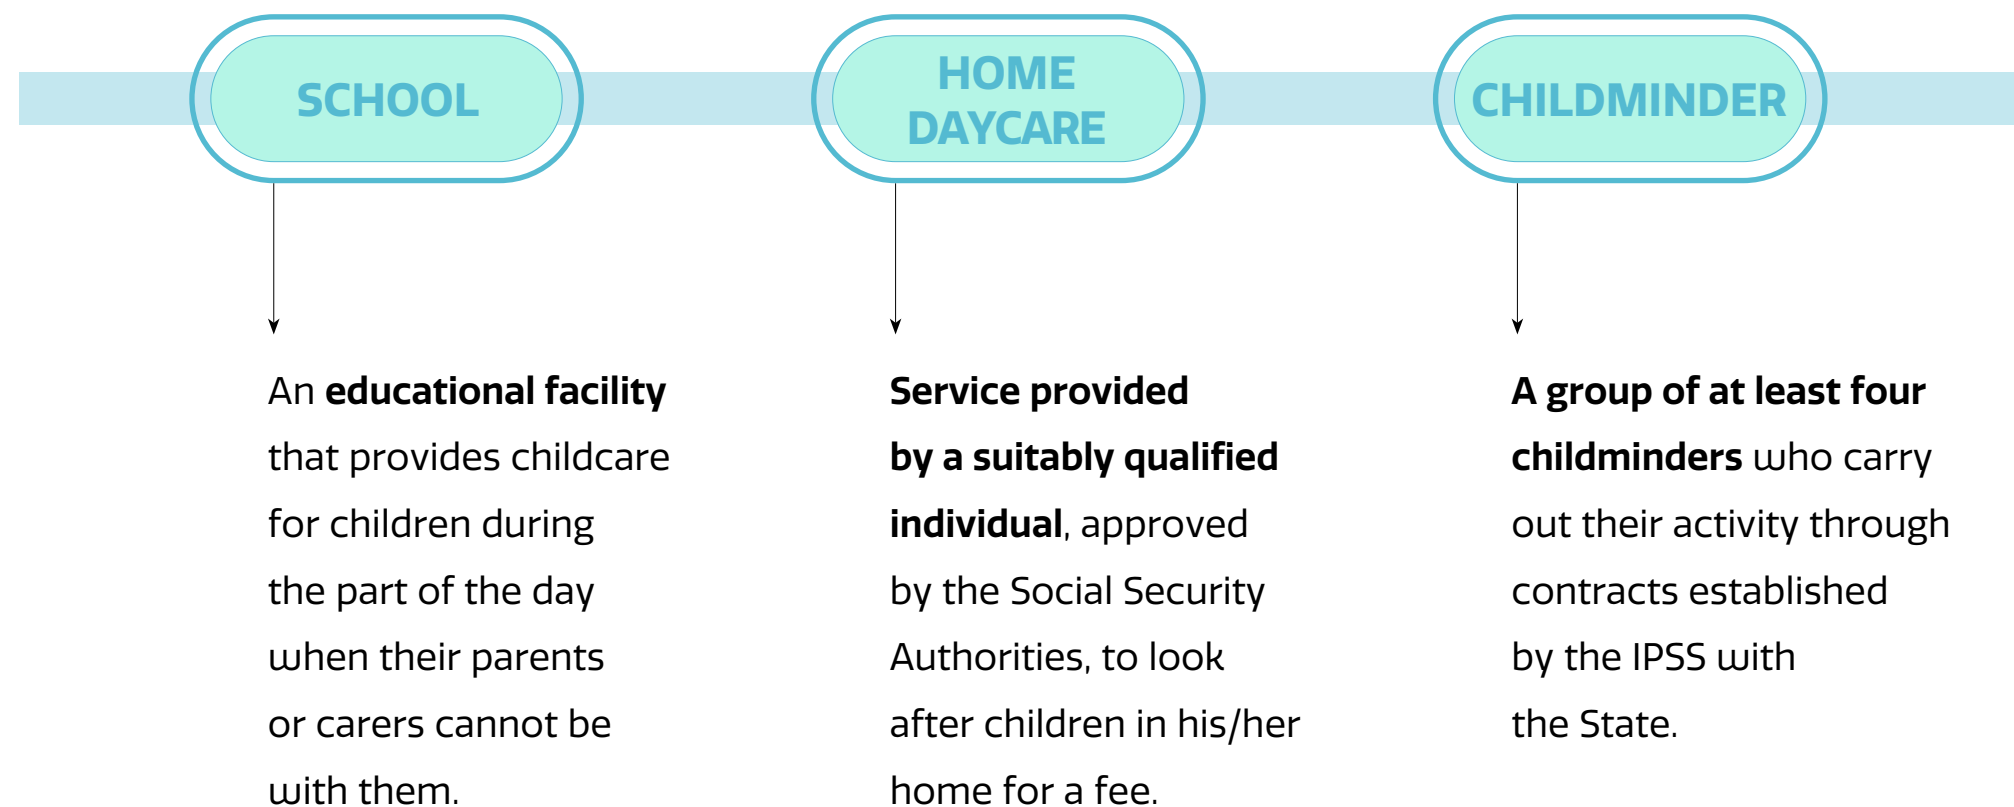 SCHOOL
An educational facility
that provides childcare
for children during
the part of the day
when their parents
or carers cannot be
with them.
HOME
DAYCARE
Service provided
by a suitably qualified
individual, approved
by the Social Security
Authorities, to look
after children in his/her
home for a fee.
CHILDMINDER
A group of at least four
childminders who carry
out their activity through
contracts established
by the IPSS with
the State.